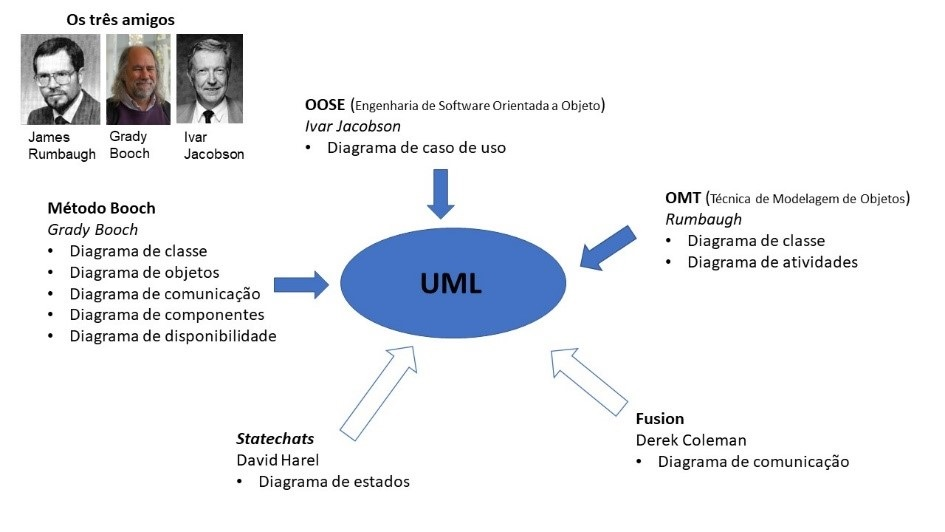 Os três amigos
James Rumbaugh
Grady Booch
Ivar Jacobson
OOSE (Engenharia de Software Orientada a Objeto)
Ivar Jacobson
• Diagrama de caso de uso
OMT (Técnica de Modelagem de Objetos)
Rumbaugh
• Diagrama de classe
• Diagrama de atividades
Método Booch
Grady Booch
• Diagrama de classe
• Diagrama de objetos
• Diagrama de comunicação
• Diagrama de componentes
• Diagrama de disponibilidade
UML
Statechats
David Harel
• Diagrama de estados
Fusion
Derek Coleman
• Diagrama de comunicação